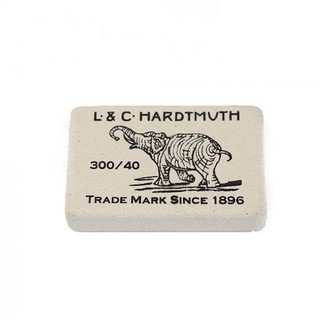 L. & C. HARDTMUTH
300/40
TRADE MARK SINCE 1896